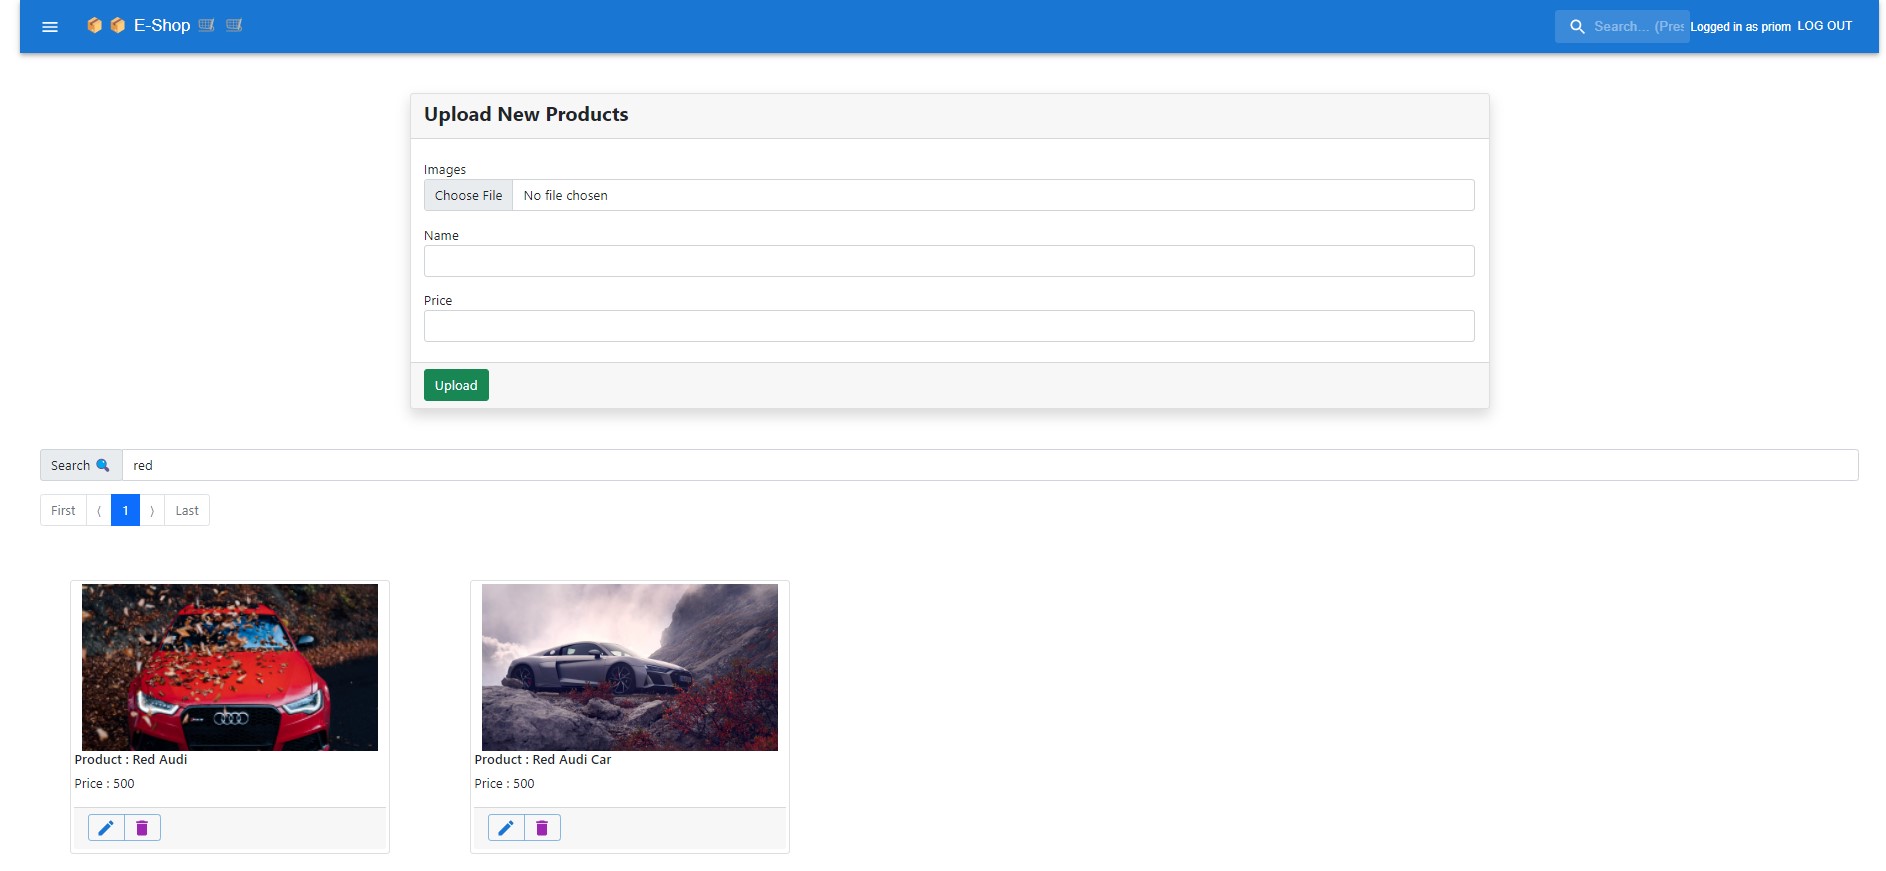 📦 📦 E-Shop 🛒 🛒
Search... (Pres
Logged in as priom
LOG OUT
Upload New Products
Images
Choose File
No file chosen
Name
Price
Upload
Search 🔍
red
First ⟨ 1 ⟩ Last
Product : Red Audi
Price : 500
Product : Red Audi Car
Price : 500